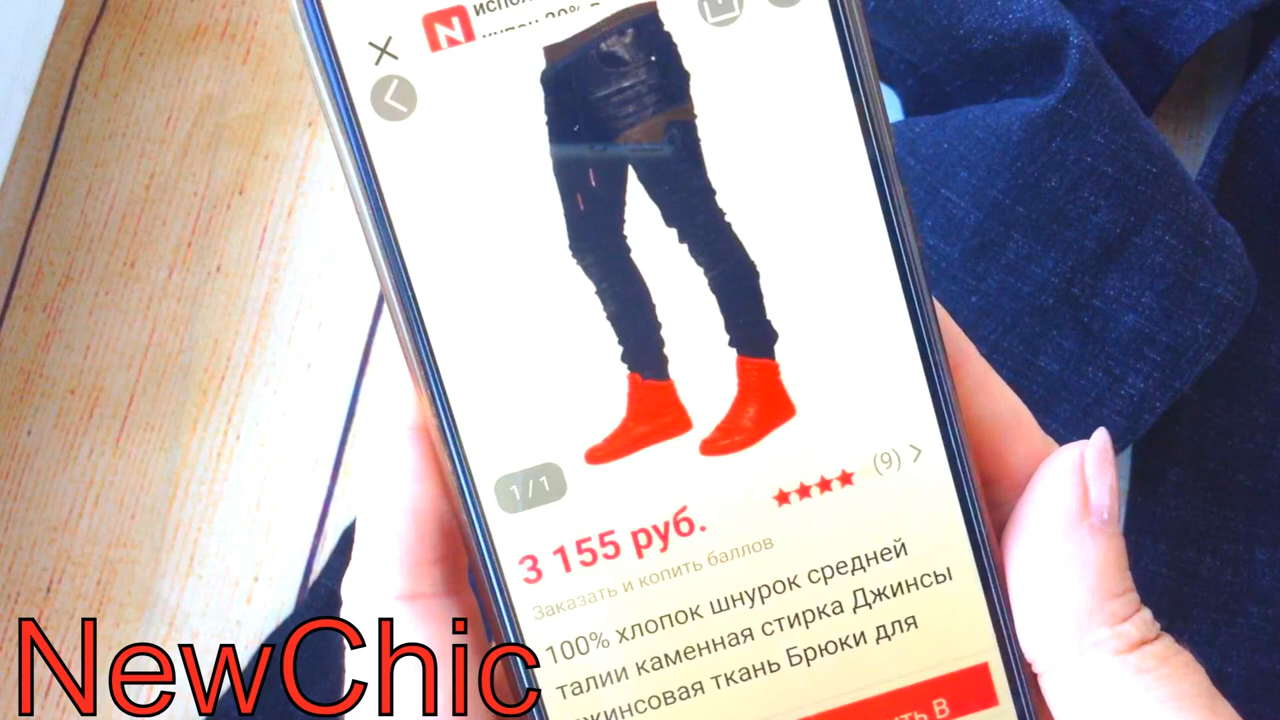 N
1/1
(9)
3 155 руб.
Заказать и копить баллов
100% хлопок шнурок средней
талии каменная стирка Джинсы
жинсовая ткань Брюки для
NewChic